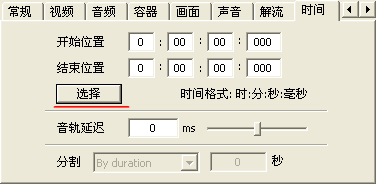 常规 视频 音频 容器 画面 声音 解流 时间
开始位置 0 : 00 : 00 : 000
结束位置 0 : 00 : 00 : 000
选择 时间格式: 时:分:秒:毫秒
音轨延迟 0 ms
分割 By duration 0 秒